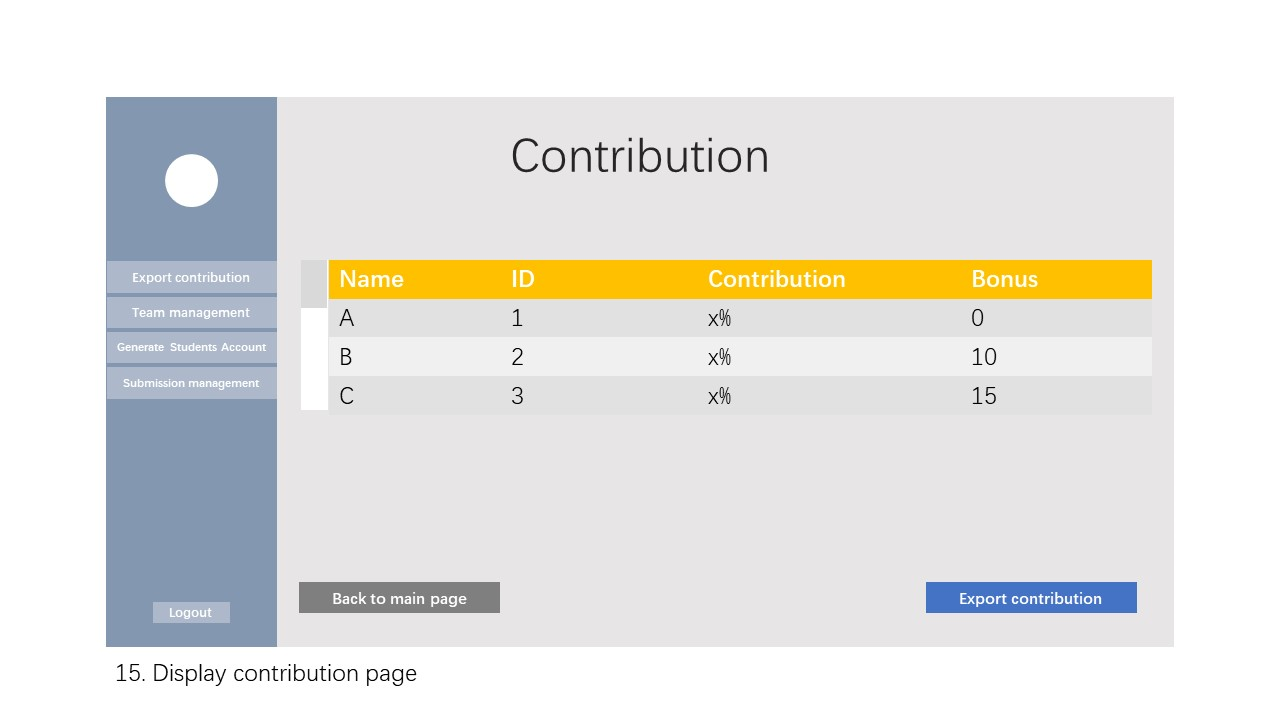 Contribution
Export contribution
Team management
Generate Students Account
Submission management
Logout
Name ID Contribution Bonus
A 1 x% 0
B 2 x% 10
C 3 x% 15
Back to main page
Export contribution
15. Display contribution page